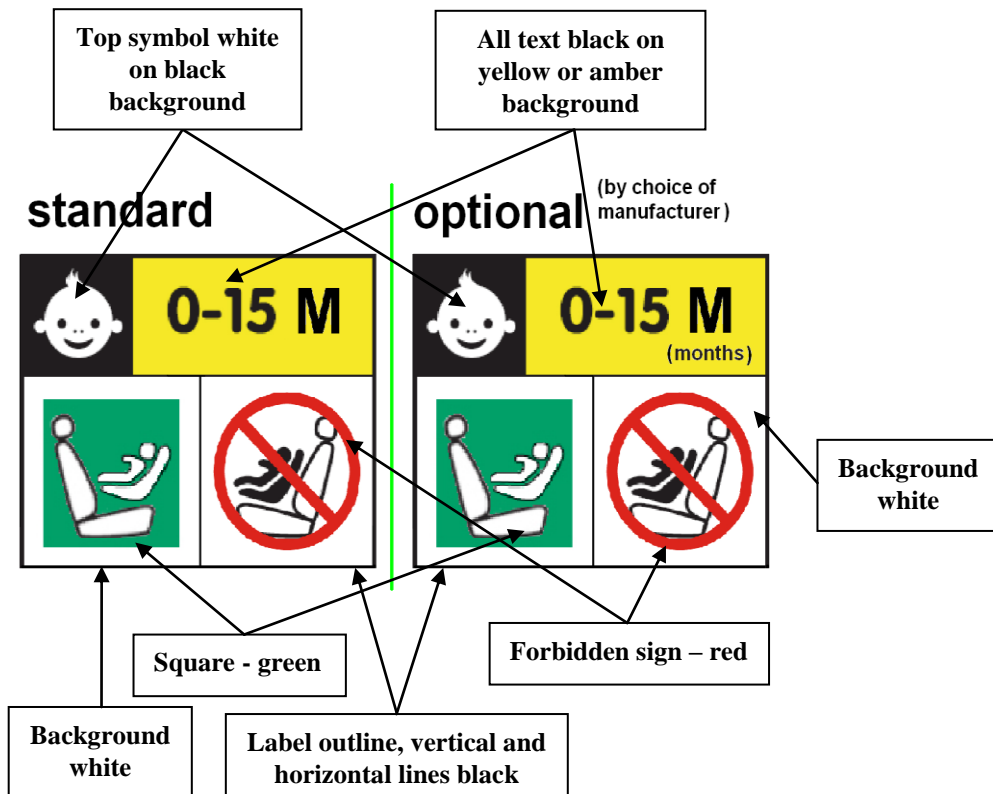 Top symbol white
on black
background
All text black on
yellow or amber
background
standard
optional
(by choice of
manufacturer)
0-15 M
0-15 M
(months)
Background
white
Square - green
Forbidden sign – red
Background
white
Label outline, vertical and
horizontal lines black